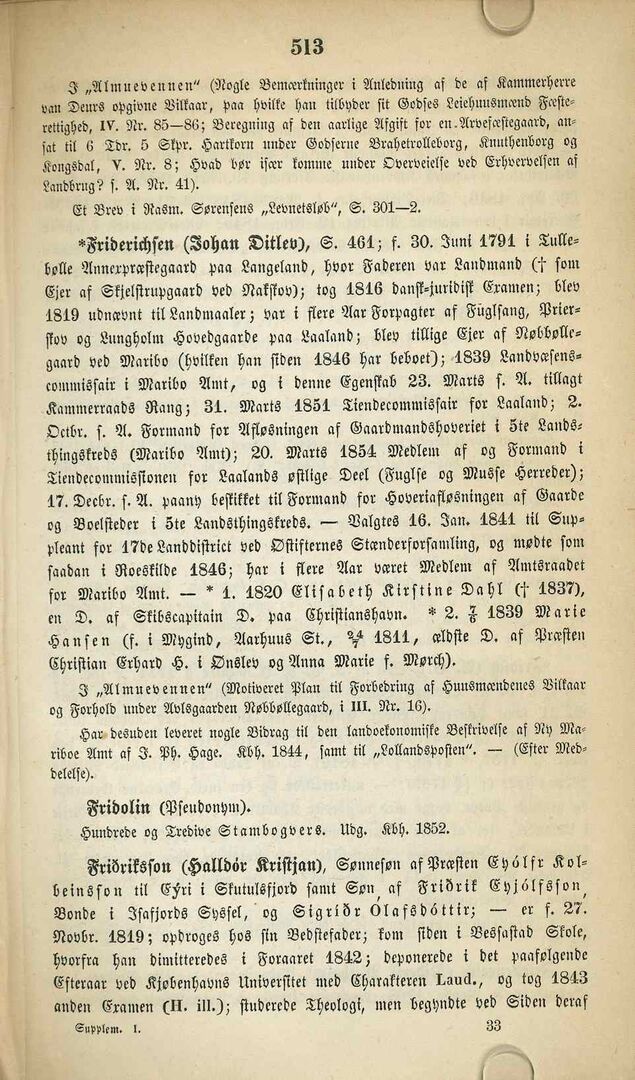 513
I „Almuevennen“ (Nogle Bemærkninger i Anledning af de af Kammerherre
van Deurs opgivne Vilkaar, paa hvilke han tilbyder sit Godses Leiehuusmænd Fæste-
rettighed, IV. Nr. 85—86; Beregning af den aarlige Afgift for en Arvefæstegaard, an-
sat til 6 Tdr. 5 Skpr. Hartkorn under Godserne Brahetrolleborg, Knuthenborg og
Kongsdal, V. Nr. 8; Hvad bør især komme under Overveielse ved Erhvervelsen af
Landbrug? s. A. Nr. 41).
Et Brev i Rasm. Sørensens „Levnetsløb“, S. 301—2.
*Friderichsen (Johan Ditlev), S. 461; f. 30. Juni 1791 i Tulle-
bølle Annexpræstegaard paa Langeland, hvor Faderen var Landmand († som
Ejer af Skjelstrupgaard ved Nakskov); tog 1816 dansk-juridisk Examen; blev
1819 udnævnt til Landmaaler; var i flere Aar Forpagter af Füglsang, Prier-
skov og Lungholm Hovedgaarde paa Laaland; blev tillige Ejer af Nøbbølle-
gaard ved Maribo (hvilken han siden 1846 har beboet); 1839 Landvæsens-
commissair i Maribo Amt, og i denne Egenskab 23. Marts s. A. tillagt
Kammerraads Rang; 31. Marts 1851 Tiendecommissair for Laaland; 2.
Octbr. s. A. Formand for Afløsningen af Gaardmandshoveriet i 5te Lands-
thingskreds (Maribo Amt); 20. Marts 1854 Medlem af og Formand i
Tiendecommissionen for Laalands østlige Deel (Fuglse og Musse Herreder);
17. Decbr. s. A. paany beskikket til Formand for Hoveriafløsningen af Gaarde
og Boelsteder i 5te Landsthingskreds. — Valgtes 16. Jan. 1841 til Sup-
pleant for 17de Landdistrict ved Østifternes Stænderforsamling, og mødte som
saadan i Roeskilde 1846; har i flere Aar været Medlem af Amtsraadet
for Maribo Amt. — * 1. 1820 Elisabeth Kirstine Dahl († 1837),
en D. af Skibscapitain D. paa Christianshavn. * 2. 7/6 1839 Marie
Hansen (f. i Mygind, Aarhuus St., 24/4 1811, ældste D. af Præsten
Christian Erhard H. i Ønslev og Anna Marie f. Mørch).
I „Almuevennen“ (Motiveret Plan til Forbedring af Huusmændenes Vilkaar
og Forhold under Avlsgaarden Nøbbøllegaard, i III. Nr. 16).
Har desuden leveret nogle Bidrag til den landoekonomiske Beskrivelse af Ny Ma-
riboe Amt af J. Ph. Hage. Kbh. 1844, samt til „Lollandsposten“. — (Efter Med-
delelse).
Fridolin (Pseudonym).
Hundrede og Tredive Stambogvers. Udg. Kbh. 1852.
Friðriksson (Halldór Kristjan), Sønnesøn af Præsten Eyólfr Kol-
beinsson til Eýri i Skutulsfjord samt Søn af Friðrik Eyjólfsson,
Bonde i Isafjords Syssel, og Sigríðr Olafsdóttir; — er f. 27.
Novbr. 1819; opdroges hos sin Bedstefader; kom siden i Bessastad Skole,
hvorfra han dimitteredes i Foraaret 1842; deponerede i det paafølgende
Efteraar ved Kjøbenhavns Universitet med Charakteren Laud., og tog 1843
anden Examen (H. ill.); studerede Theologi, men begyndte ved Siden deraf
Supplem. I.
33